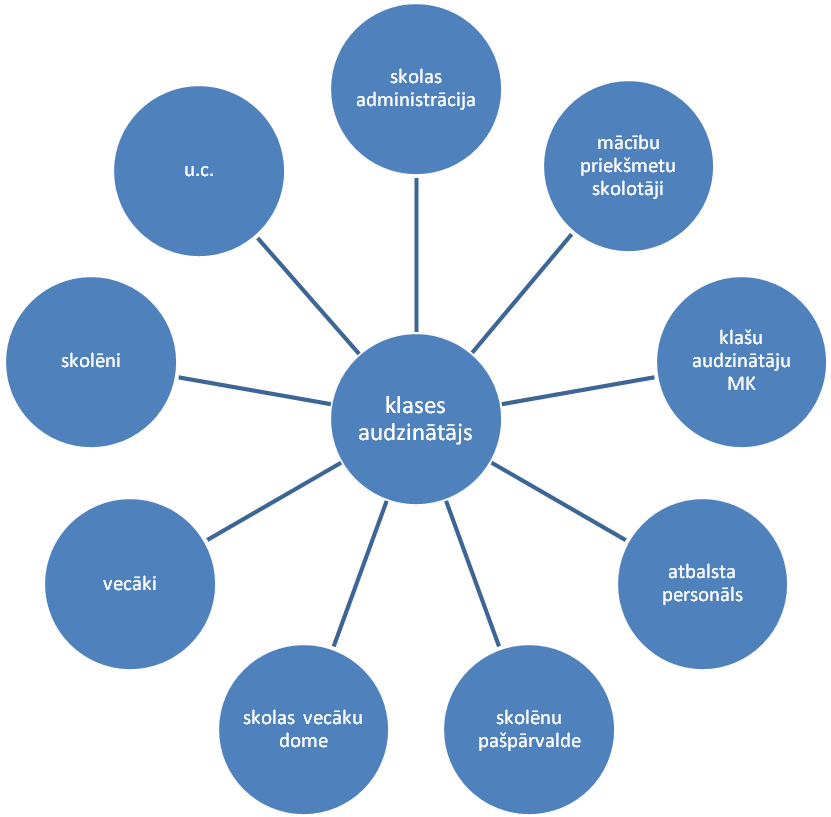 skolas
administrācija
mācību
priekšmetu
skolotāji
klašu
audzinātāju
MK
atbalsta
personāls
skolēnu
pašpārvalde
skolas vecāku
dome
vecāki
skolēni
u.c.
klases
audzinātājs